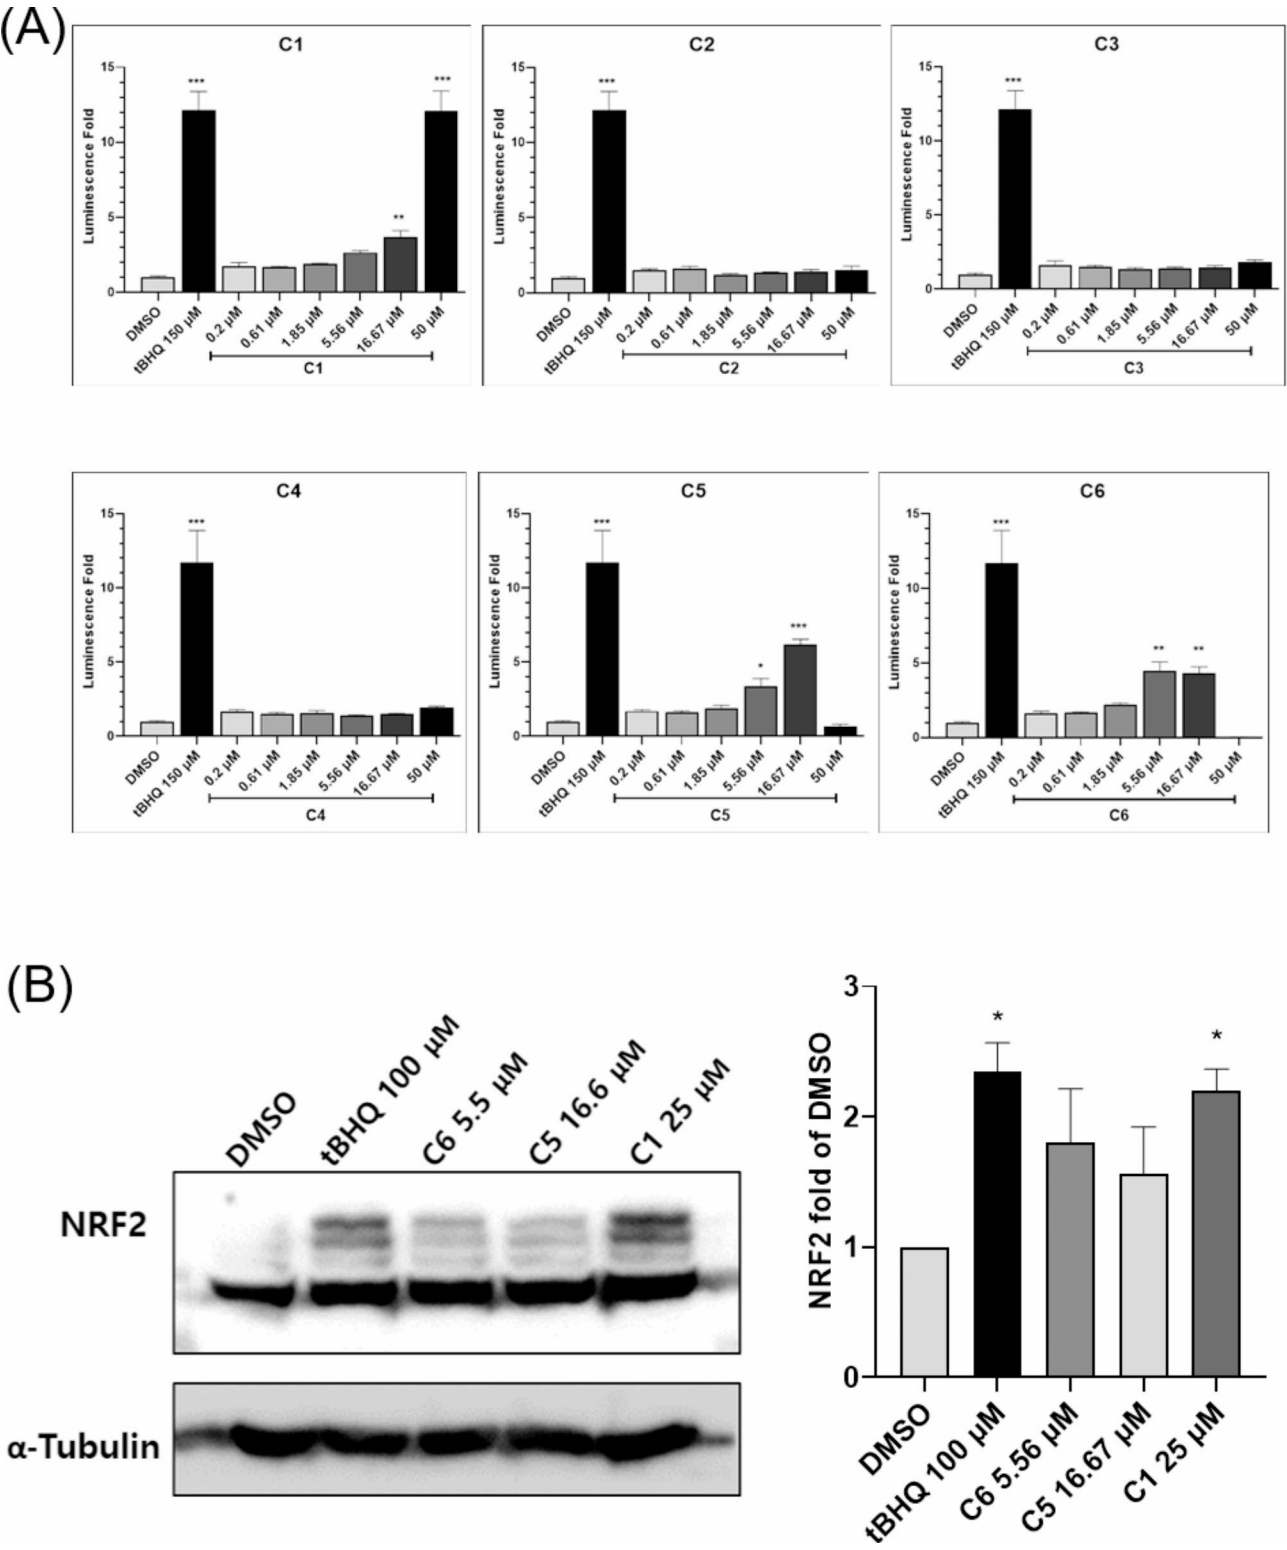 (A)
C1
15
10
5
0
Luminescence Fold
***
**
***
DMSO
tBHQ 150 µM
0.2 µM
0.61 µM
1.85 µM
5.56 µM
16.67 µM
50 µM
C1
C2
15
10
5
0
Luminescence Fold
***
DMSO
tBHQ 150 µM
0.2 µM
0.61 µM
1.85 µM
5.56 µM
16.67 µM
50 µM
C2
C3
15
10
5
0
Luminescence Fold
***
DMSO
tBHQ 150 µM
0.2 µM
0.61 µM
1.85 µM
5.56 µM
16.67 µM
50 µM
C3
C4
15
10
5
0
Luminescence Fold
***
DMSO
tBHQ 150 µM
0.2 µM
0.61 µM
1.85 µM
5.56 µM
16.67 µM
50 µM
C4
C5
15
10
5
0
Luminescence Fold
***
*
***
DMSO
tBHQ 150 µM
0.2 µM
0.61 µM
1.85 µM
5.56 µM
16.67 µM
50 µM
C5
C6
15
10
5
0
Luminescence Fold
***
**
**
DMSO
tBHQ 150 µM
0.2 µM
0.61 µM
1.85 µM
5.56 µM
16.67 µM
50 µM
C6
(B)
DMSO
tBHQ 100 µM
C6 5.5 µM
C5 16.6 µM
C1 25 µM
NRF2
α-Tubulin
3
2
1
0
NRF2 fold of DMSO
*
*
DMSO
tBHQ 100 µM
C6 5.56 µM
C5 16.67 µM
C1 25 µM